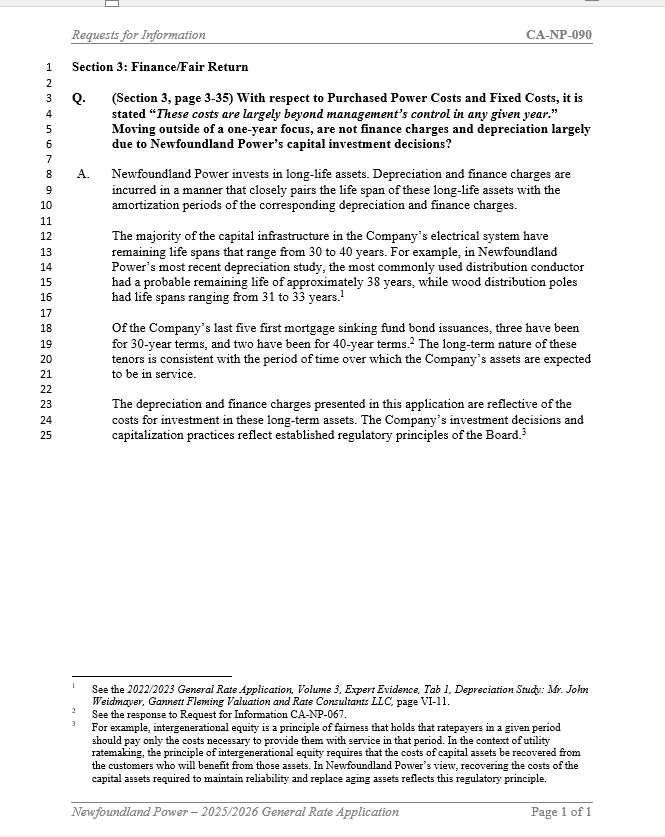 Requests for Information CA-NP-090
1 Section 3: Finance/Fair Return
2
3 Q. (Section 3, page 3-35) With respect to Purchased Power Costs and Fixed Costs, it is
4 stated “These costs are largely beyond management’s control in any given year.”
5 Moving outside of a one-year focus, are not finance charges and depreciation largely
6 due to Newfoundland Power’s capital investment decisions?
7
8 A. Newfoundland Power invests in long-life assets. Depreciation and finance charges are
9 incurred in a manner that closely pairs the life span of these long-life assets with the
10 amortization periods of the corresponding depreciation and finance charges.
11
12 The majority of the capital infrastructure in the Company’s electrical system have
13 remaining life spans that range from 30 to 40 years. For example, in Newfoundland
14 Power’s most recent depreciation study, the most commonly used distribution conductor
15 had a probable remaining life of approximately 38 years, while wood distribution poles
16 had life spans ranging from 31 to 33 years.1
17
18 Of the Company’s last five first mortgage sinking fund bond issuances, three have been
19 for 30-year terms, and two have been for 40-year terms.2 The long-term nature of these
20 tenors is consistent with the period of time over which the Company’s assets are expected
21 to be in service.
22
23 The depreciation and finance charges presented in this application are reflective of the
24 costs for investment in these long-term assets. The Company’s investment decisions and
25 capitalization practices reflect established regulatory principles of the Board.3
1 See the 2022/2023 General Rate Application, Volume 3, Expert Evidence, Tab 1, Depreciation Study: Mr. John
Weidmayer, Gannett Fleming Valuation and Rate Consultants LLC, page VI-11.
2 See the response to Request for Information CA-NP-067.
3 For example, intergenerational equity is a principle of fairness that holds that ratepayers in a given period
should pay only the costs necessary to provide them with service in that period. In the context of utility
ratemaking, the principle of intergenerational equity requires that the costs of capital assets be recovered from
the customers who will benefit from those assets. In Newfoundland Power’s view, recovering the costs of the
capital assets required to maintain reliability and replace aging assets reflects this regulatory principle.
Newfoundland Power – 2025/2026 General Rate Application Page 1 of 1